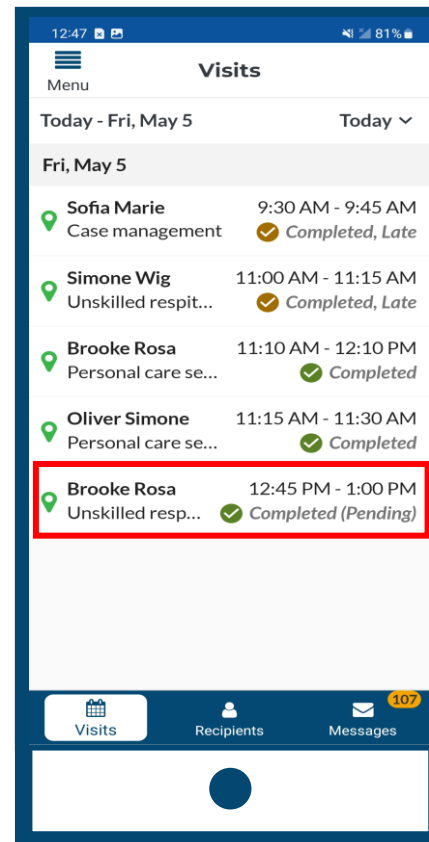 12:47 81%
Menu
Visits
Today - Fri, May 5 Today
Fri, May 5
Sofia Marie 9:30 AM - 9:45 AM
Case management Completed, Late
Simone Wig 11:00 AM - 11:15 AM
Unskilled respit... Completed, Late
Brooke Rosa 11:10 AM - 12:10 PM
Personal care se... Completed
Oliver Simone 11:15 AM - 11:30 AM
Personal care se... Completed
Brooke Rosa 12:45 PM - 1:00 PM
Unskilled resp... Completed (Pending)
107
Visits Recipients Messages